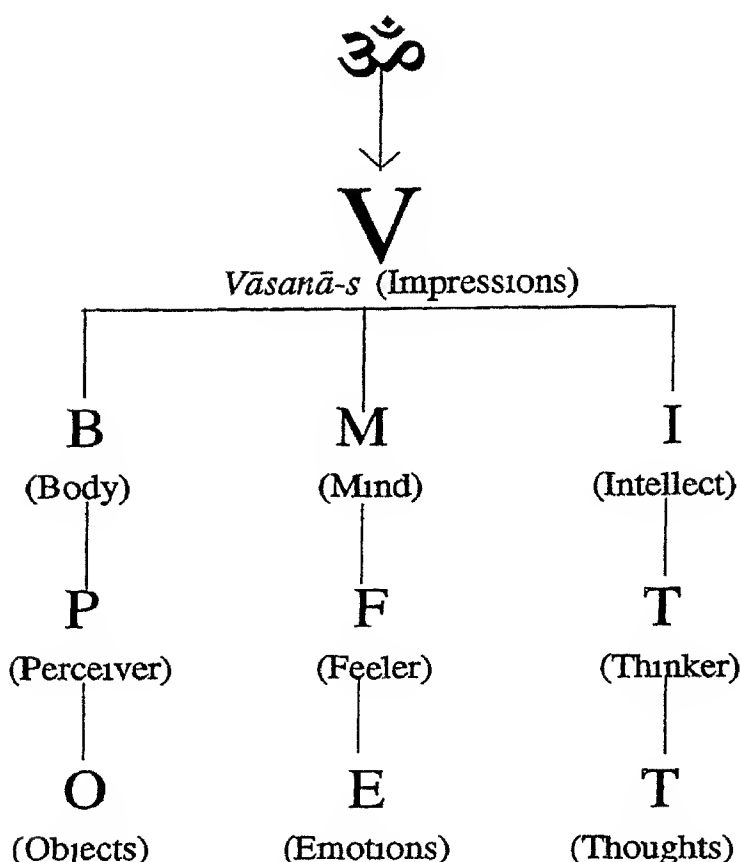 ॐ
V
Vāsanā-s (Impressions)
B M I
(Body) (Mind) (Intellect)
P F T
(Perceiver) (Feeler) (Thinker)
O E T
(Objects) (Emotions) (Thoughts)